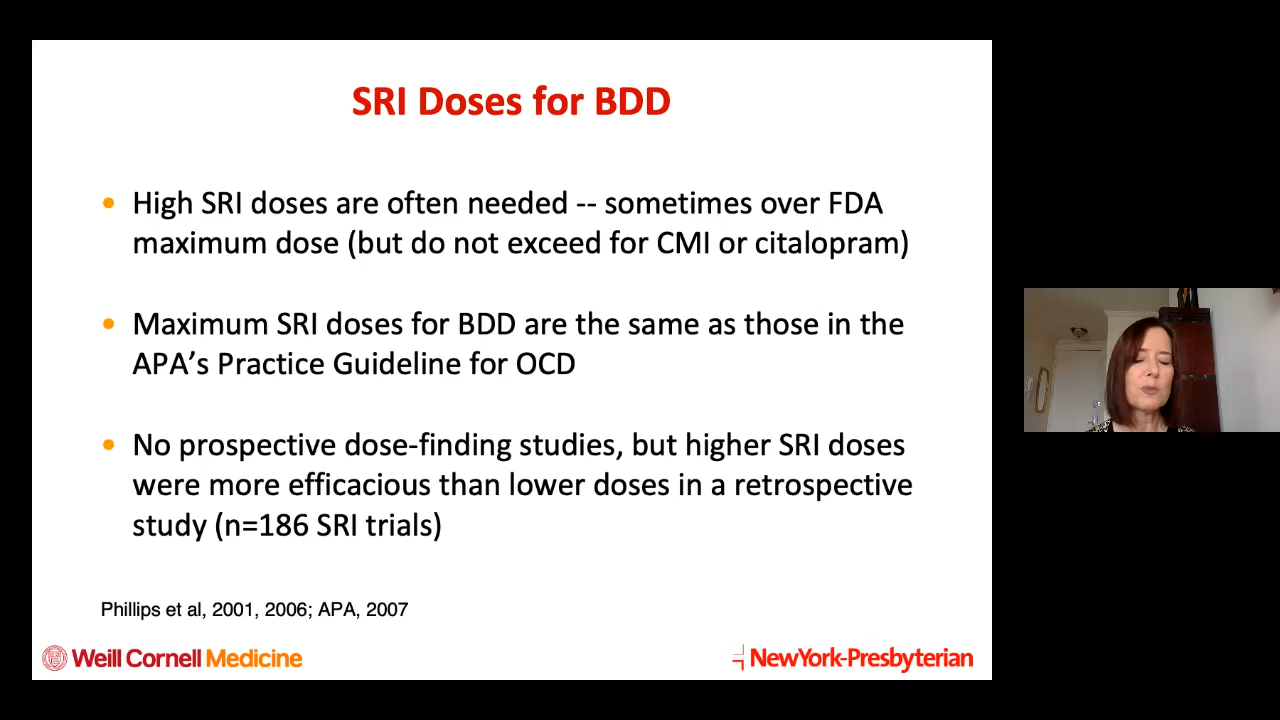 SRI Doses for BDD
• High SRI doses are often needed -- sometimes over FDA
maximum dose (but do not exceed for CMI or citalopram)
• Maximum SRI doses for BDD are the same as those in the
APA’s Practice Guideline for OCD
• No prospective dose-finding studies, but higher SRI doses
were more efficacious than lower doses in a retrospective
study (n=186 SRI trials)
Phillips et al, 2001, 2006; APA, 2007
Weill Cornell Medicine
NewYork-Presbyterian